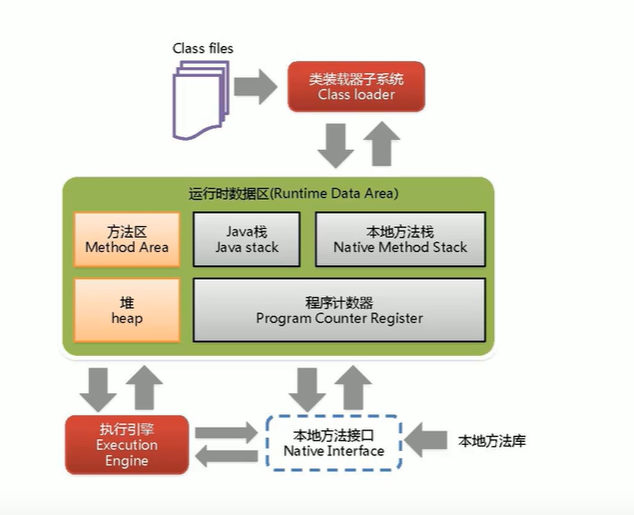 Class files
类装载器子系统
Class loader
运行时数据区(Runtime Data Area)
方法区
Method Area
Java栈
Java stack
本地方法栈
Native Method Stack
堆
heap
程序计数器
Program Counter Register
执行引擎
Execution
Engine
本地方法接口
Native Interface
本地方法库